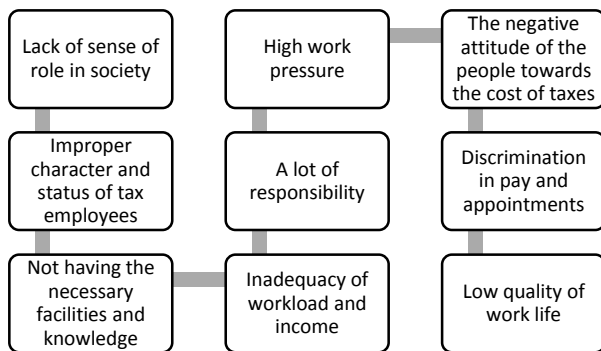 Lack of sense of
role in society
Improper
character and
status of tax
employees
Not having the
necessary
facilities and
knowledge
Inadequacy of
workload and
income
A lot of
responsibility
High work
pressure
The negative
attitude of the
people towards
the cost of taxes
Discrimination
in pay and
appointments
Low quality of
work life